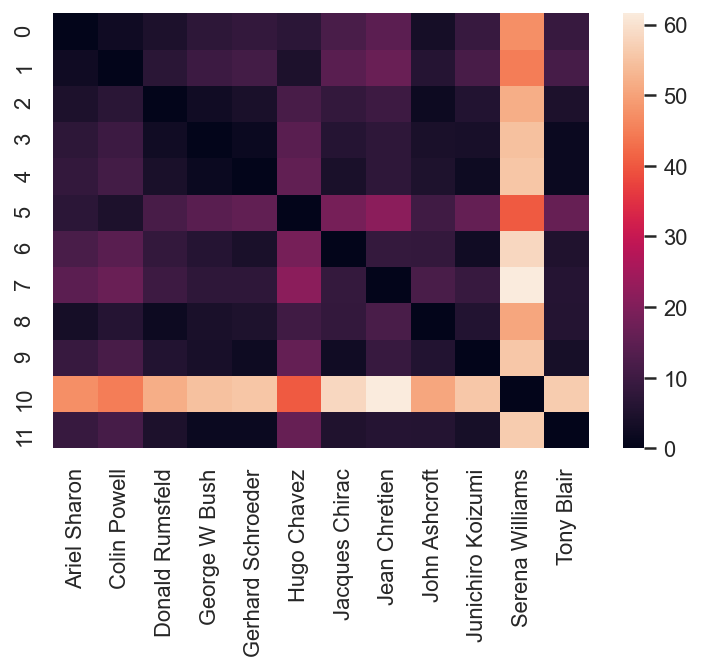 0
1
2
3
4
5
6
7
8
9
10
11
Ariel Sharon
Colin Powell
Donald Rumsfeld
George W Bush
Gerhard Schroeder
Hugo Chavez
Jacques Chirac
Jean Chretien
John Ashcroft
Junichiro Koizumi
Serena Williams
Tony Blair
60
50
40
30
20
10
0